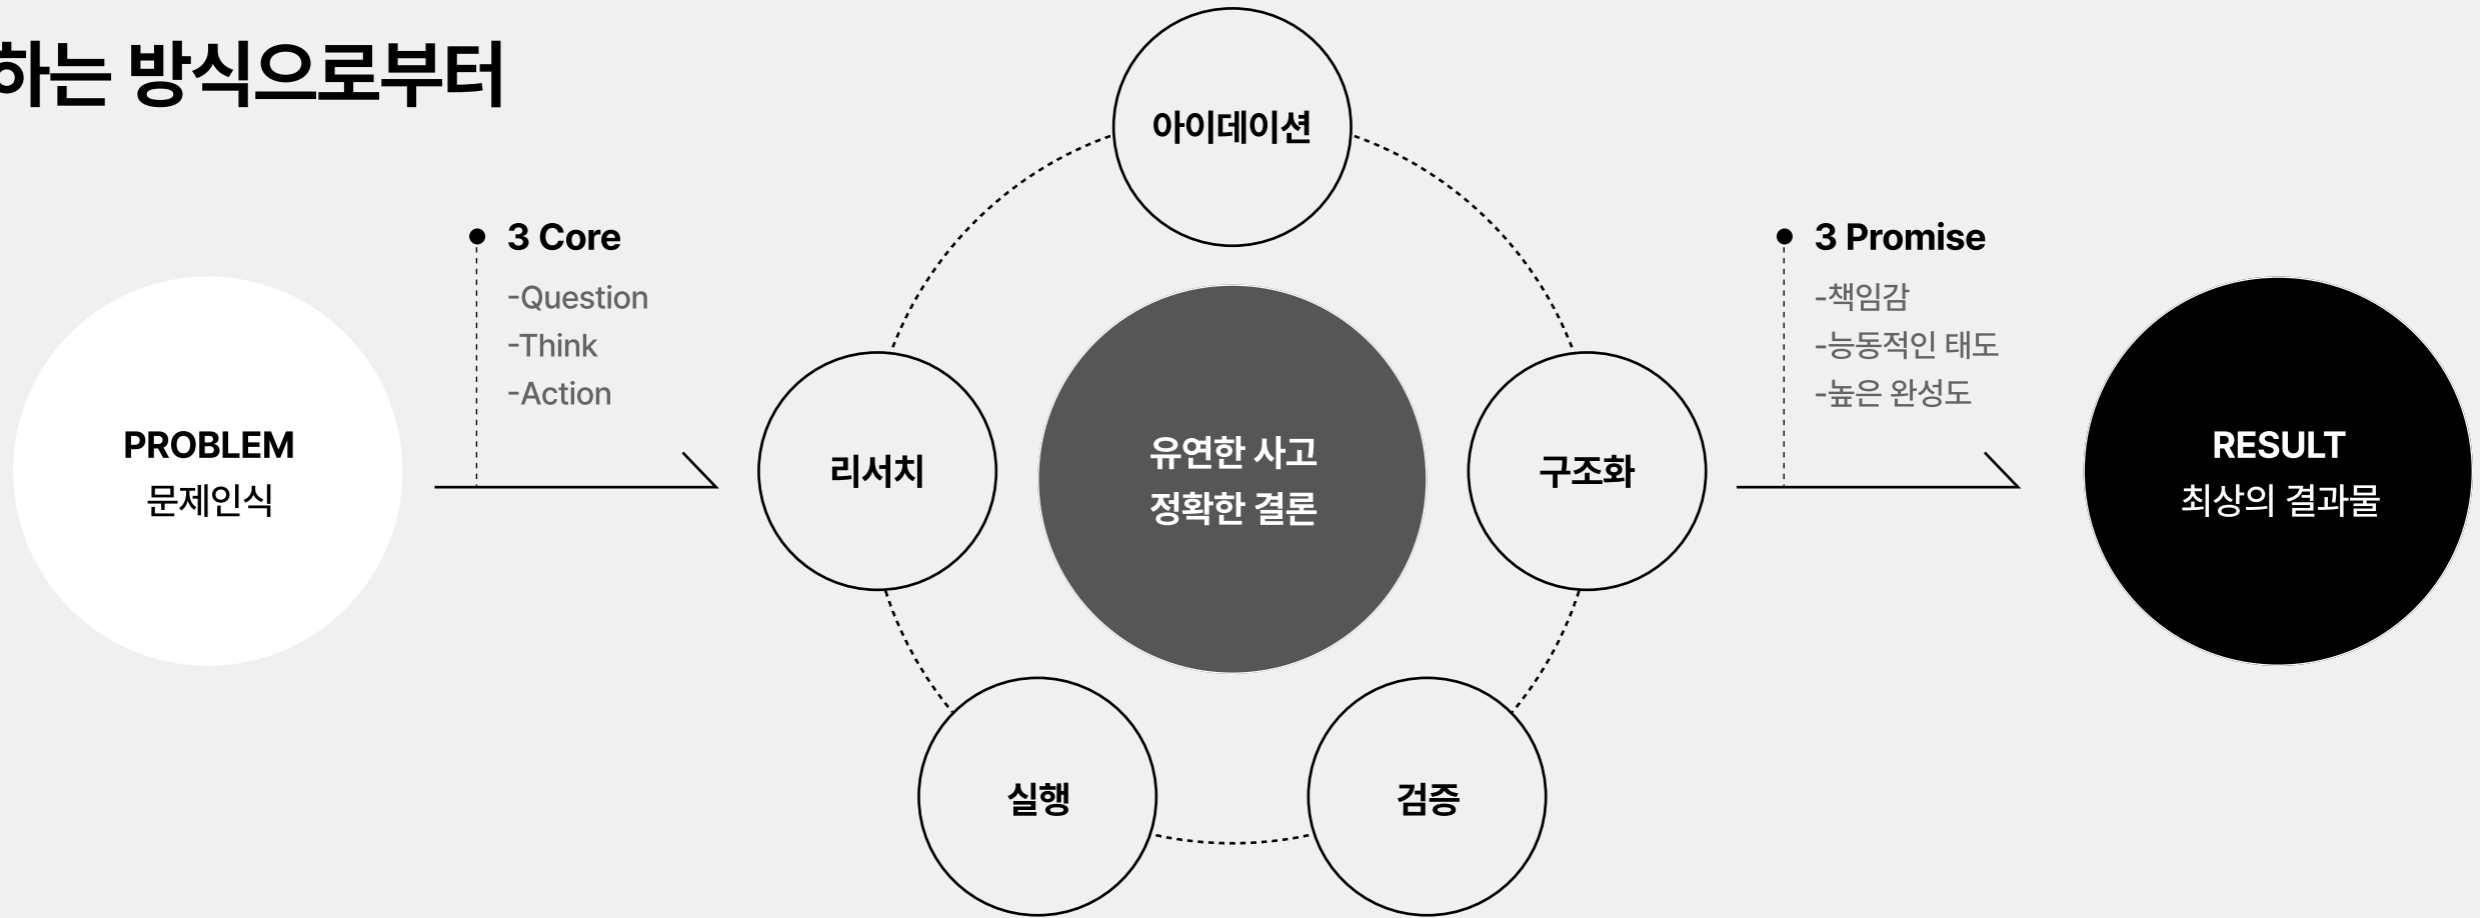 하는 방식으로부터
PROBLEM
문제인식
3 Core
-Question
-Think
-Action
아이데이션
리서치
유연한 사고
정확한 결론
구조화
실행
검증
3 Promise
-책임감
-능동적인 태도
-높은 완성도
RESULT
최상의 결과물